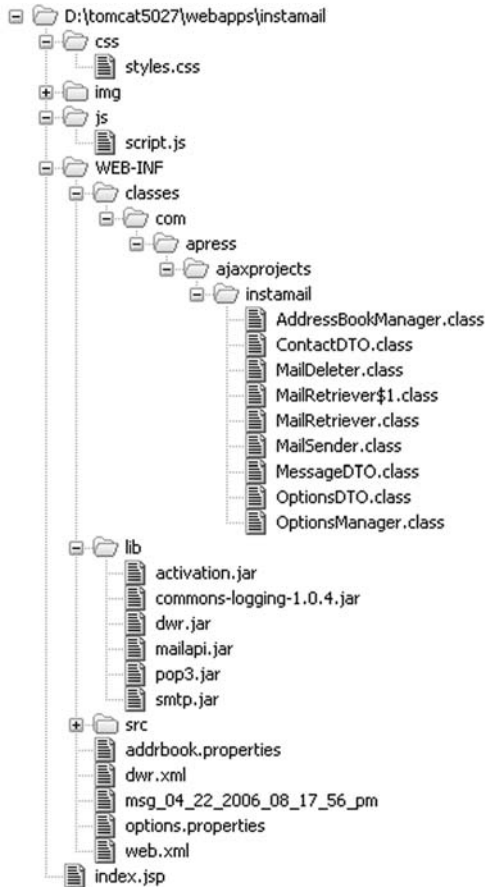 D:\tomcat5027\webapps\instamail
css
styles.css
img
js
script.js
WEB-INF
classes
com
apress
ajaxprojects
instamail
AddressBookManager.class
ContactDTO.class
MailDeleter.class
MailRetriever$1.class
MailRetriever.class
MailSender.class
MessageDTO.class
OptionsDTO.class
OptionsManager.class
lib
activation.jar
commons-logging-1.0.4.jar
dwr.jar
mailapi.jar
pop3.jar
smtp.jar
src
addrbook.properties
dwr.xml
msg_04_22_2006_08_17_56_pm
options.properties
web.xml
index.jsp